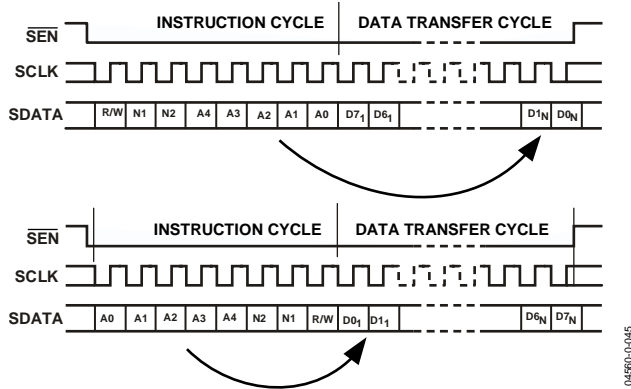 INSTRUCTION CYCLE DATA TRANSFER CYCLE
SEN
SCLK
SDATA R/W N1 N2 A4 A3 A2 A1 A0 D71 D61 D1N D0N
INSTRUCTION CYCLE DATA TRANSFER CYCLE
SEN
SCLK
SDATA A0 A1 A2 A3 A4 N2 N1 R/W D01 D11 D6N D7N
04560-0-045